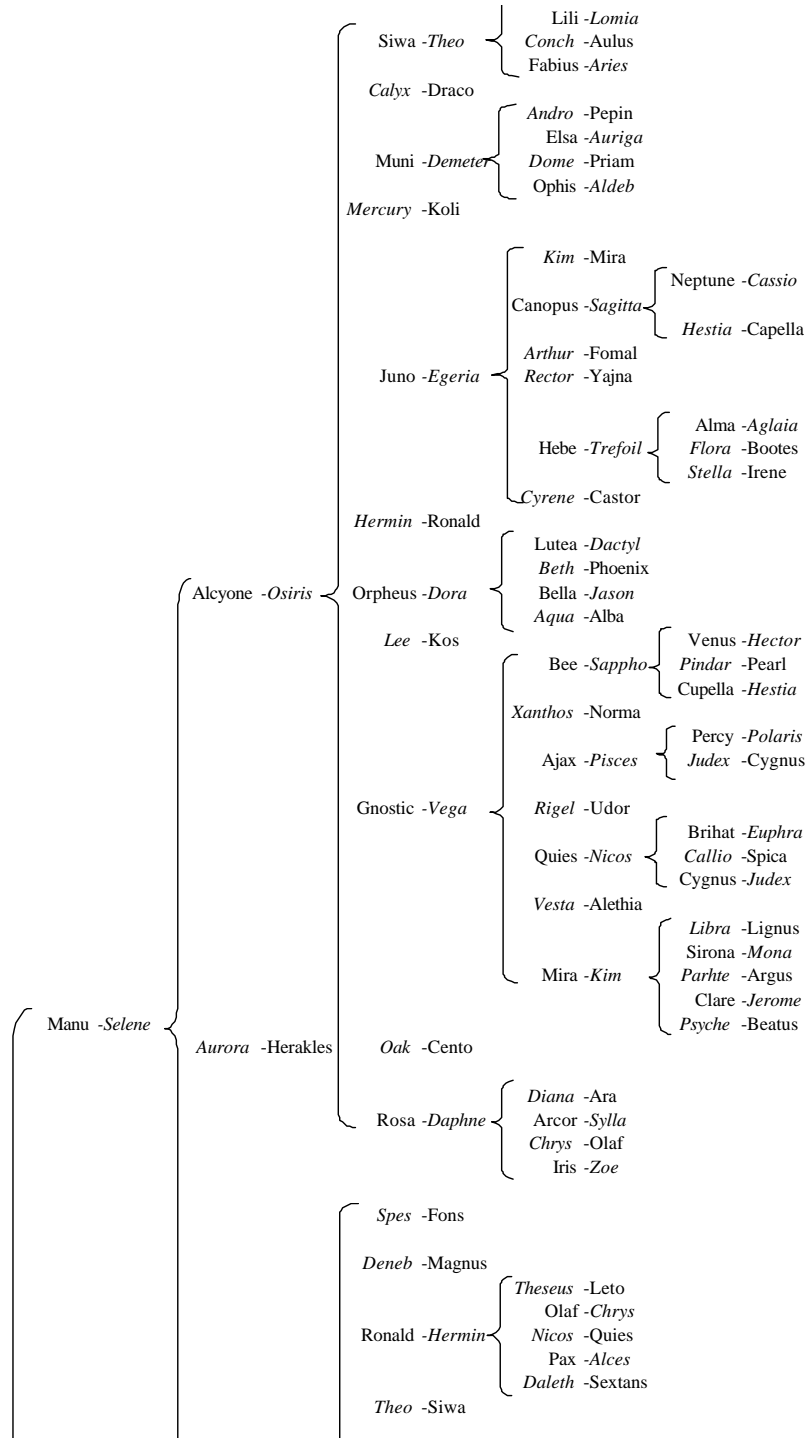 Lili -Lomia
Siwa -Theo
Conch -Aulus
Fabius -Aries
Calyx -Draco
Andro -Pepin
Elsa -Auriga
Muni -Demeter
Dome -Priam
Ophis -Aldeb
Mercury -Koli
Kim -Mira
Neptune -Cassio
Canopus -Sagitta
Hestia -Capella
Arthur -Fomal
Juno -Egeria
Rector -Yajna
Alma -Aglaia
Hebe -Trefoil
Flora -Bootes
Stella -Irene
Cyrene -Castor
Hermin -Ronald
Lutea -Dactyl
Beth -Phoenix
Alcyone -Osiris
Orpheus -Dora
Bella -Jason
Aqua -Alba
Lee -Kos
Venus -Hector
Bee -Sappho
Pindar -Pearl
Cupella -Hestia
Xanthos -Norma
Percy -Polaris
Ajax -Pisces
Judex -Cygnus
Gnostic -Vega
Rigel -Udor
Brihat -Euphra
Quies -Nicos
Callio -Spica
Cygnus -Judex
Vesta -Alethia
Libra -Lignus
Sirona -Mona
Mira -Kim
Parhte -Argus
Clare -Jerome
Psyche -Beatus
Manu -Selene
Aurora -Herakles
Oak -Cento
Diana -Ara
Rosa -Daphne
Arcor -Sylla
Chrys -Olaf
Iris -Zoe
Spes -Fons
Deneb -Magnus
Theseus -Leto
Olaf -Chrys
Ronald -Hermin
Nicos -Quies
Pax -Alces
Daleth -Sextans
Theo -Siwa